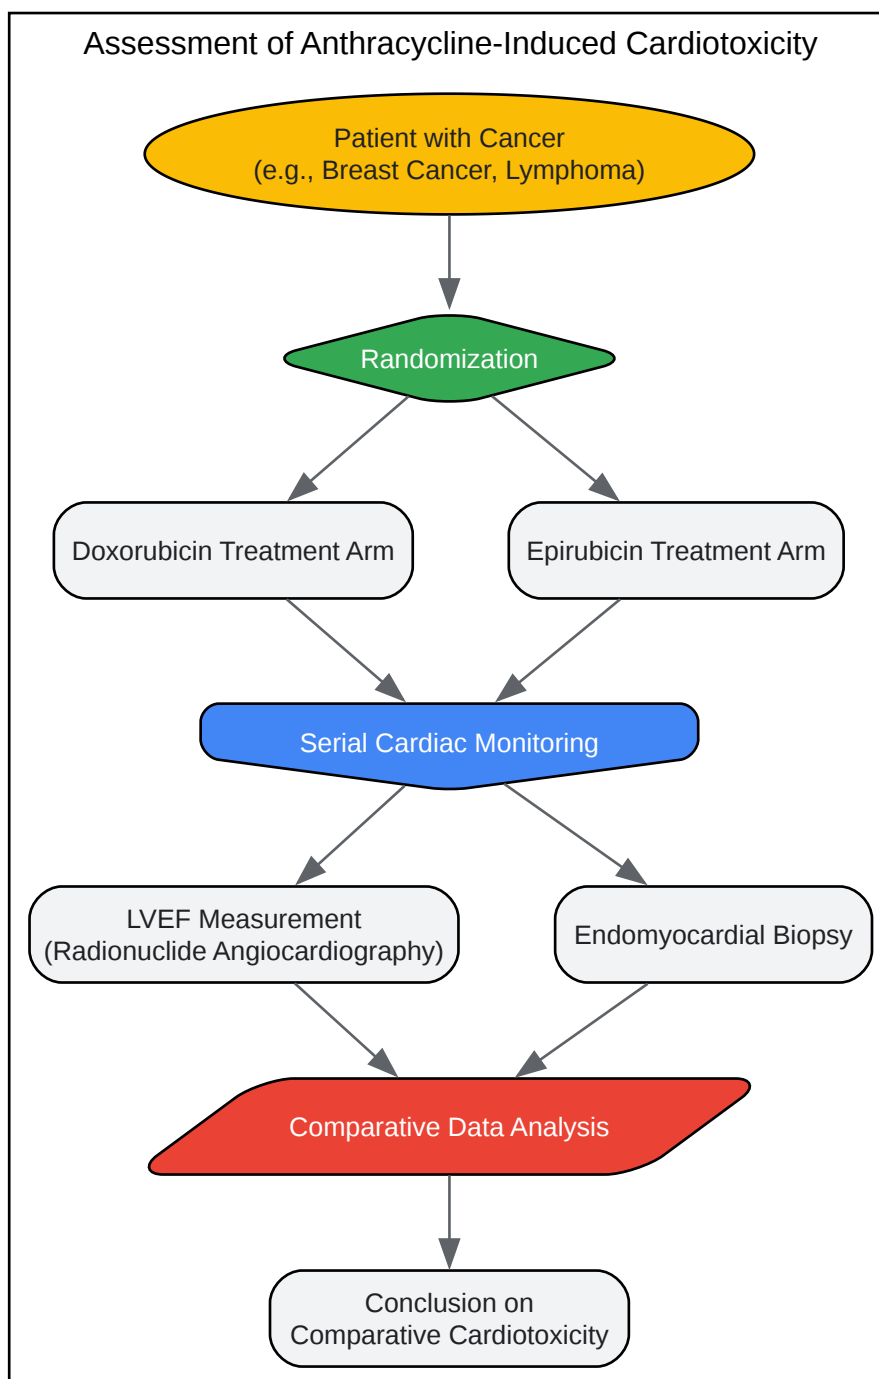 Assessment of Anthracycline-Induced Cardiotoxicity
Patient with Cancer
(e.g., Breast Cancer, Lymphoma)
Randomization
Doxorubicin Treatment Arm
Epirubicin Treatment Arm
Serial Cardiac Monitoring
LVEF Measurement
(Radionuclide Angiocardiography)
Endomyocardial Biopsy
Comparative Data Analysis
Conclusion on
Comparative Cardiotoxicity